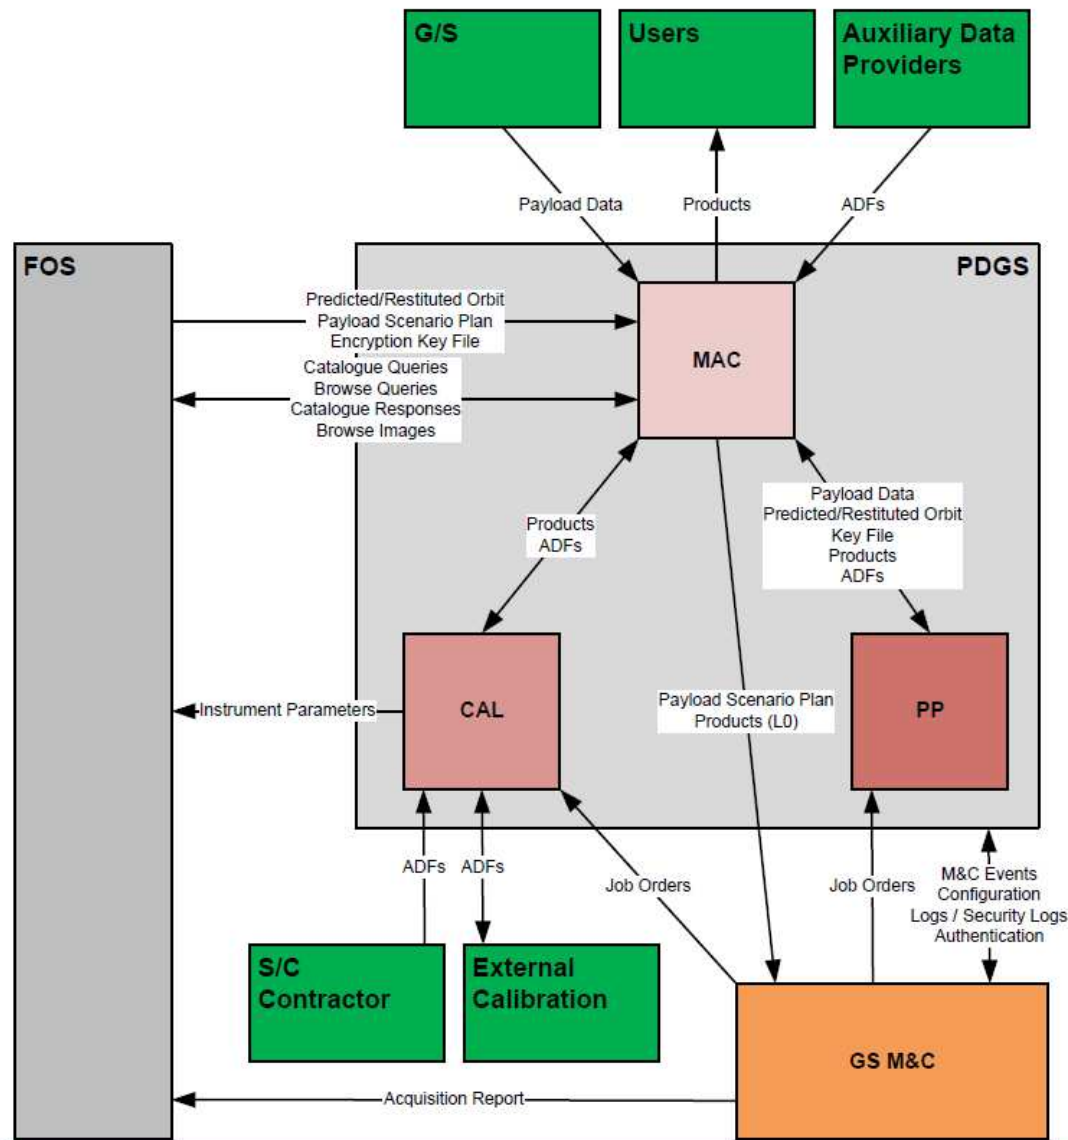 G/S
Users
Auxiliary Data
Providers
Payload Data
Products
ADFs
FOS
PDGS
Predicted/Restituted Orbit
Payload Scenario Plan
Encryption Key File
MAC
Catalogue Queries
Browse Queries
Catalogue Responses
Browse Images
Products
ADFs
Payload Data
Predicted/Restituted Orbit
Key File
Products
ADFs
Instrument Parameters
CAL
Payload Scenario Plan
Products (L0)
PP
ADFs
ADFs
Job Orders
Job Orders
M&C Events
Configuration
Logs / Security Logs
Authentication
S/C
Contractor
External
Calibration
GS M&C
Acquisition Report